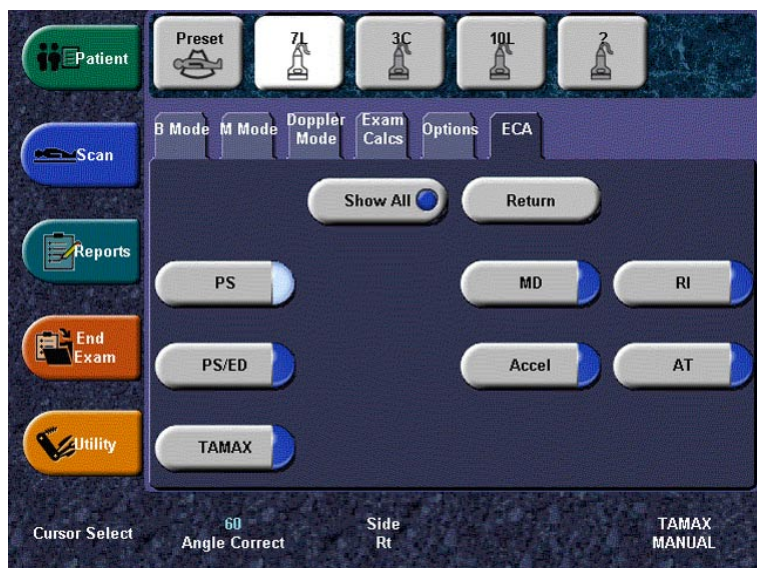 Patient
Preset
7L
3C
10L
?
Scan
B Mode
M Mode
Doppler
Mode
Exam
Calcs
Options
ECA
Show All
Return
Reports
PS
MD
RI
End
Exam
PS/ED
Accel
AT
Utility
TAMAX
Cursor Select
60
Angle Correct
Side
Rt
TAMAX
MANUAL